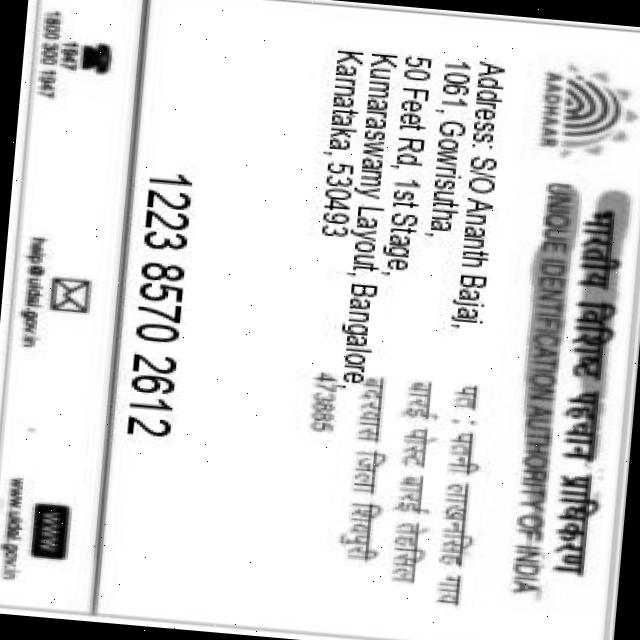 भारतीय विशिष्ट पहचान प्राधिकरण
UNIQUE IDENTIFICATION AUTHORITY OF INDIA
AADHAAR
Address: S/O Ananth Bajaj,
1061, Gowrisutha,
50 Feet Rd, 1st Stage,
Kumaraswamy Layout, Bangalore,
Karnataka, 530493
473885
1223 8570 2612
1947
1800 300 1947
help@uidai.gov.in
WWW
www.uidai.gov.in